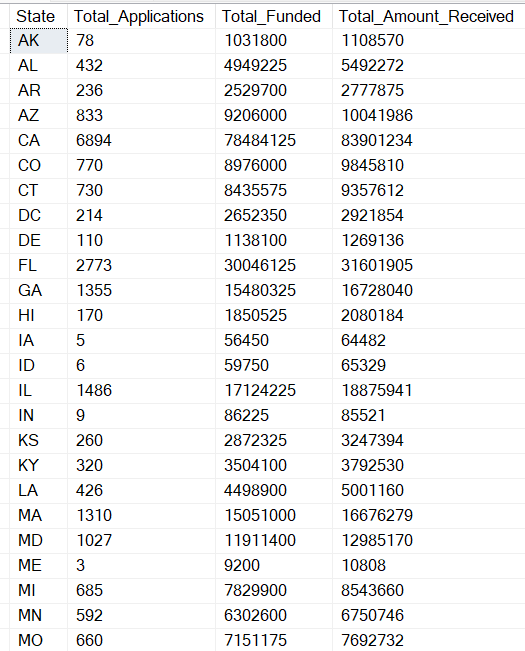 State Total_Applications Total_Funded Total_Amount_Received
AK 78 1031800 1108570
AL 432 4949225 5492272
AR 236 2529700 2777875
AZ 833 9206000 10041986
CA 6894 78484125 83901234
CO 770 8976000 9845810
CT 730 8435575 9357612
DC 214 2652350 2921854
DE 110 1138100 1269136
FL 2773 30046125 31601905
GA 1355 15480325 16728040
HI 170 1850525 2080184
IA 5 56450 64482
ID 6 59750 65329
IL 1486 17124225 18875941
IN 9 86225 85521
KS 260 2872325 3247394
KY 320 3504100 3792530
LA 426 4498900 5001160
MA 1310 15051000 16676279
MD 1027 11911400 12985170
ME 3 9200 10808
MI 685 7829900 8543660
MN 592 6302600 6750746
MO 660 7151175 7692732